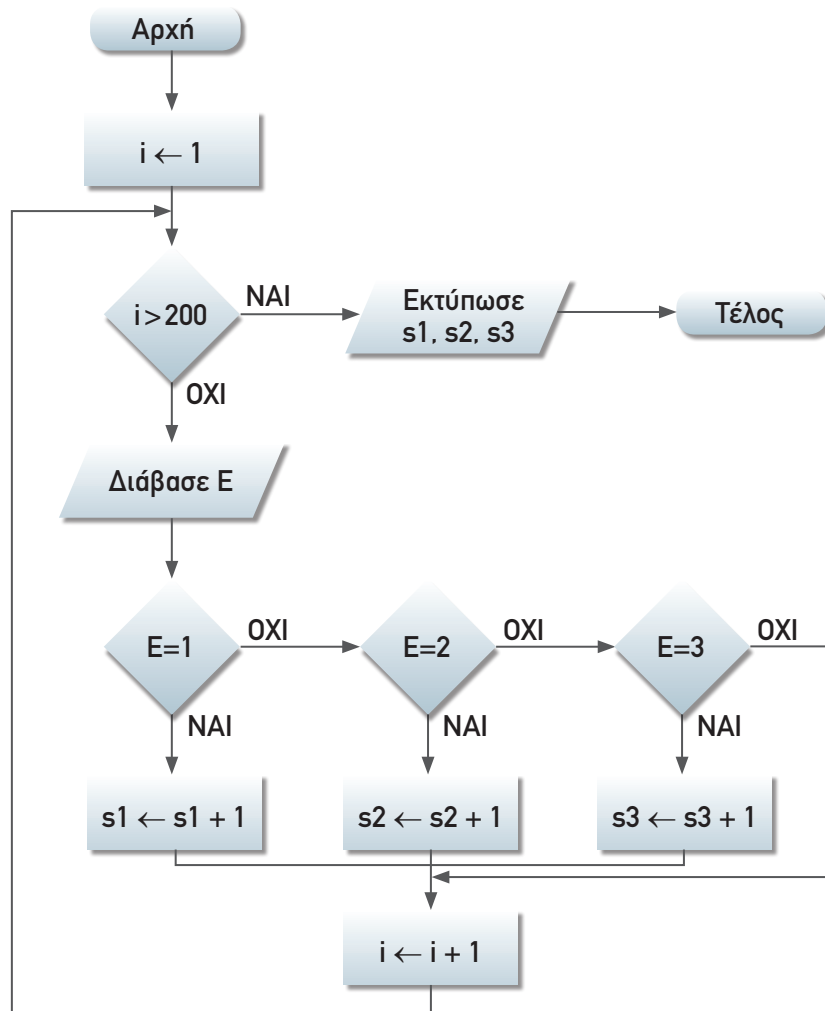 Αρχή
i ← 1
i > 200
ΝΑΙ
Εκτύπωσε
s1, s2, s3
Τέλος
ΟΧΙ
Διάβασε Ε
Ε=1
ΟΧΙ
Ε=2
ΟΧΙ
Ε=3
ΟΧΙ
ΝΑΙ
ΝΑΙ
ΝΑΙ
s1 ← s1 + 1
s2 ← s2 + 1
s3 ← s3 + 1
i ← i + 1